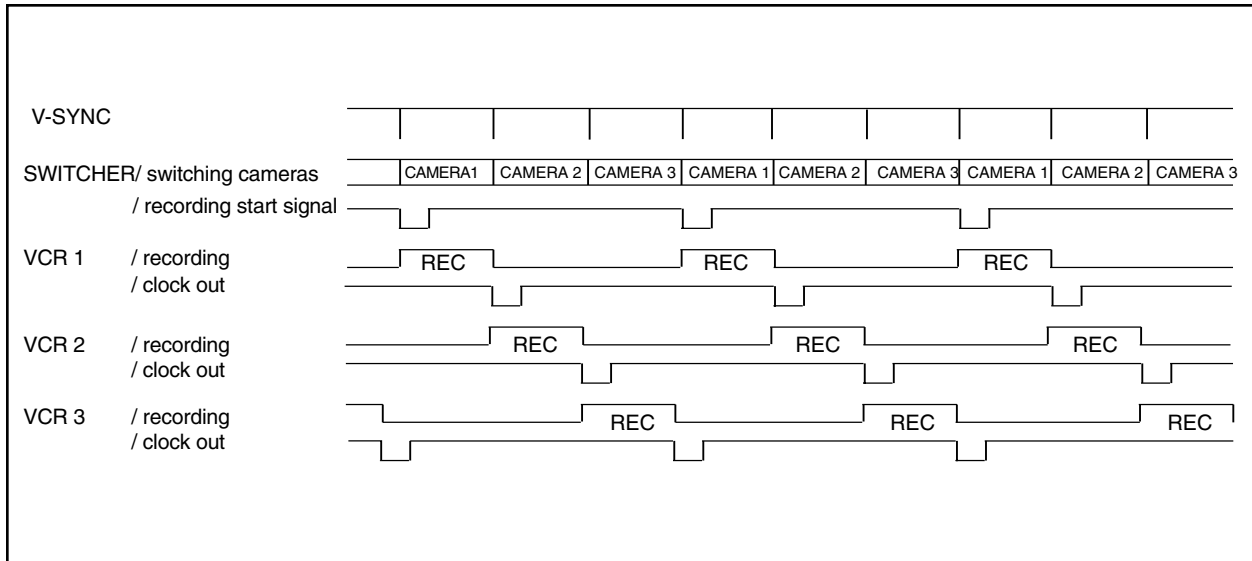 V-SYNC
SWITCHER/ switching cameras
CAMERA1 CAMERA 2 CAMERA 3 CAMERA 1 CAMERA 2 CAMERA 3 CAMERA 1 CAMERA 2 CAMERA 3
/ recording start signal
VCR 1 / recording
REC REC REC
/ clock out
VCR 2 / recording
REC REC REC
/ clock out
VCR 3 / recording
REC REC REC
/ clock out